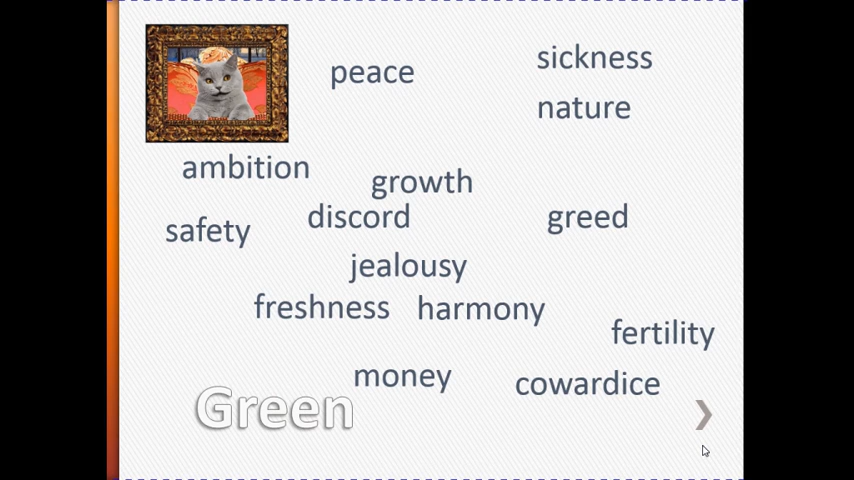 peace
sickness
nature
ambition
growth
safety
discord
greed
jealousy
freshness
harmony
fertility
money
cowardice
Green